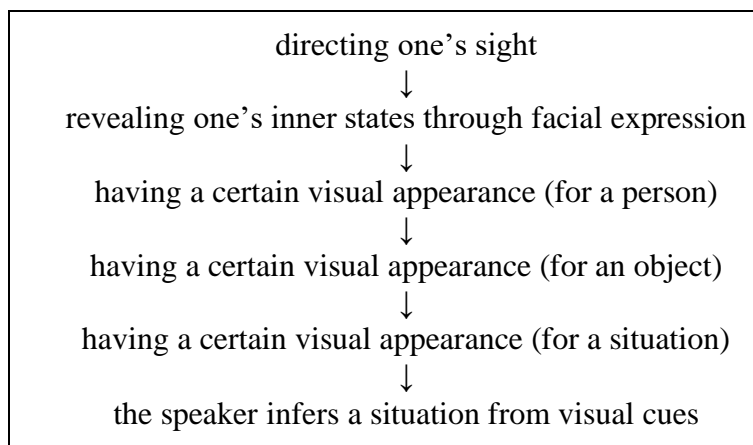 directing one’s sight
↓
revealing one’s inner states through facial expression
↓
having a certain visual appearance (for a person)
↓
having a certain visual appearance (for an object)
↓
having a certain visual appearance (for a situation)
↓
the speaker infers a situation from visual cues